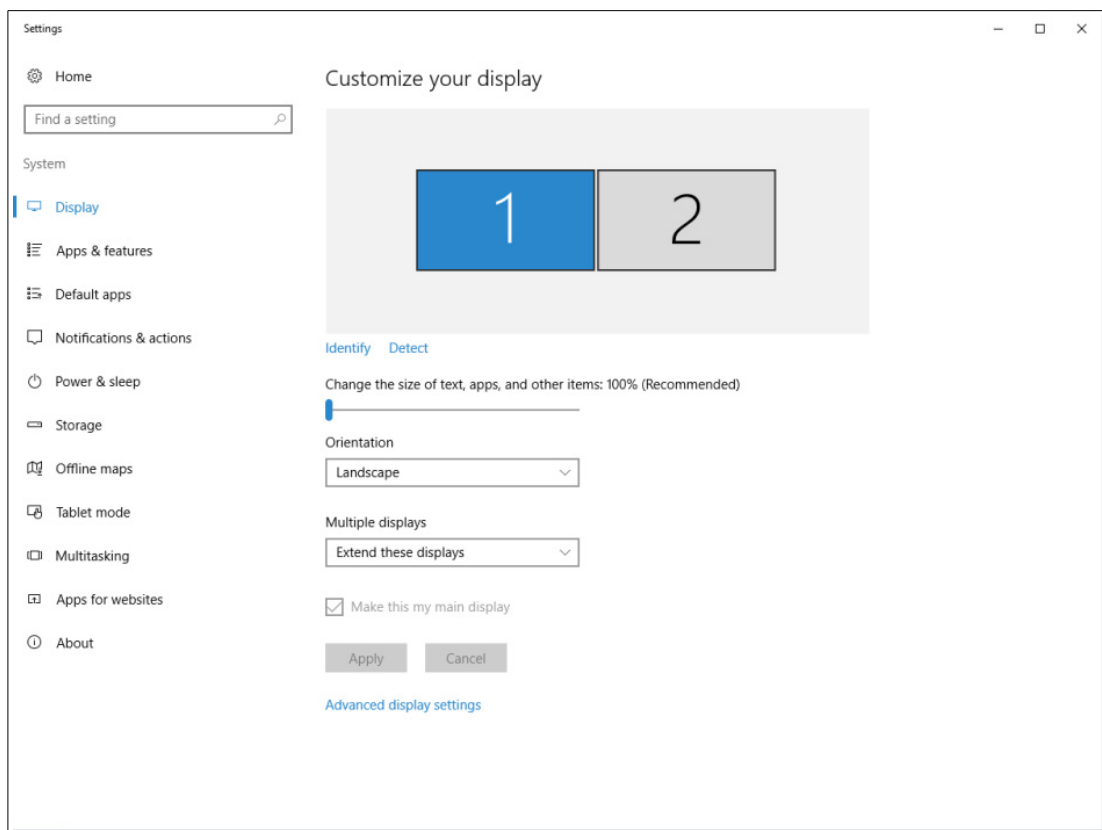 Settings
Home
Find a setting
System
Display
Apps & features
Default apps
Notifications & actions
Power & sleep
Storage
Offline maps
Tablet mode
Multitasking
Apps for websites
About
Customize your display
1 2
Identify Detect
Change the size of text, apps, and other items: 100% (Recommended)
Orientation
Landscape
Multiple displays
Extend these displays
Make this my main display
Apply Cancel
Advanced display settings